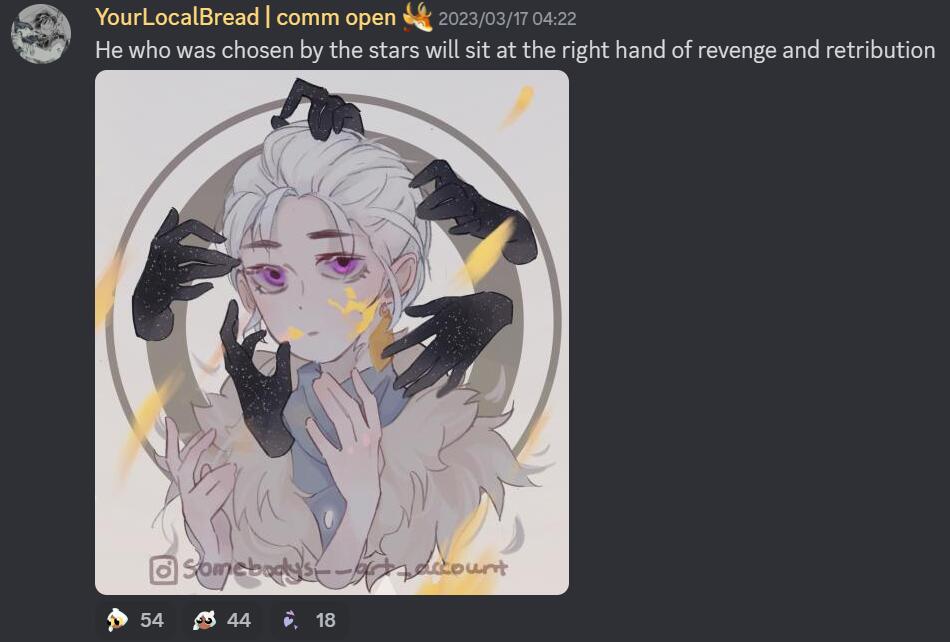 YourLocalBread | comm open 2023/03/17 04:22
He who was chosen by the stars will sit at the right hand of revenge and retribution
Somebodys__art_account
54 44 18